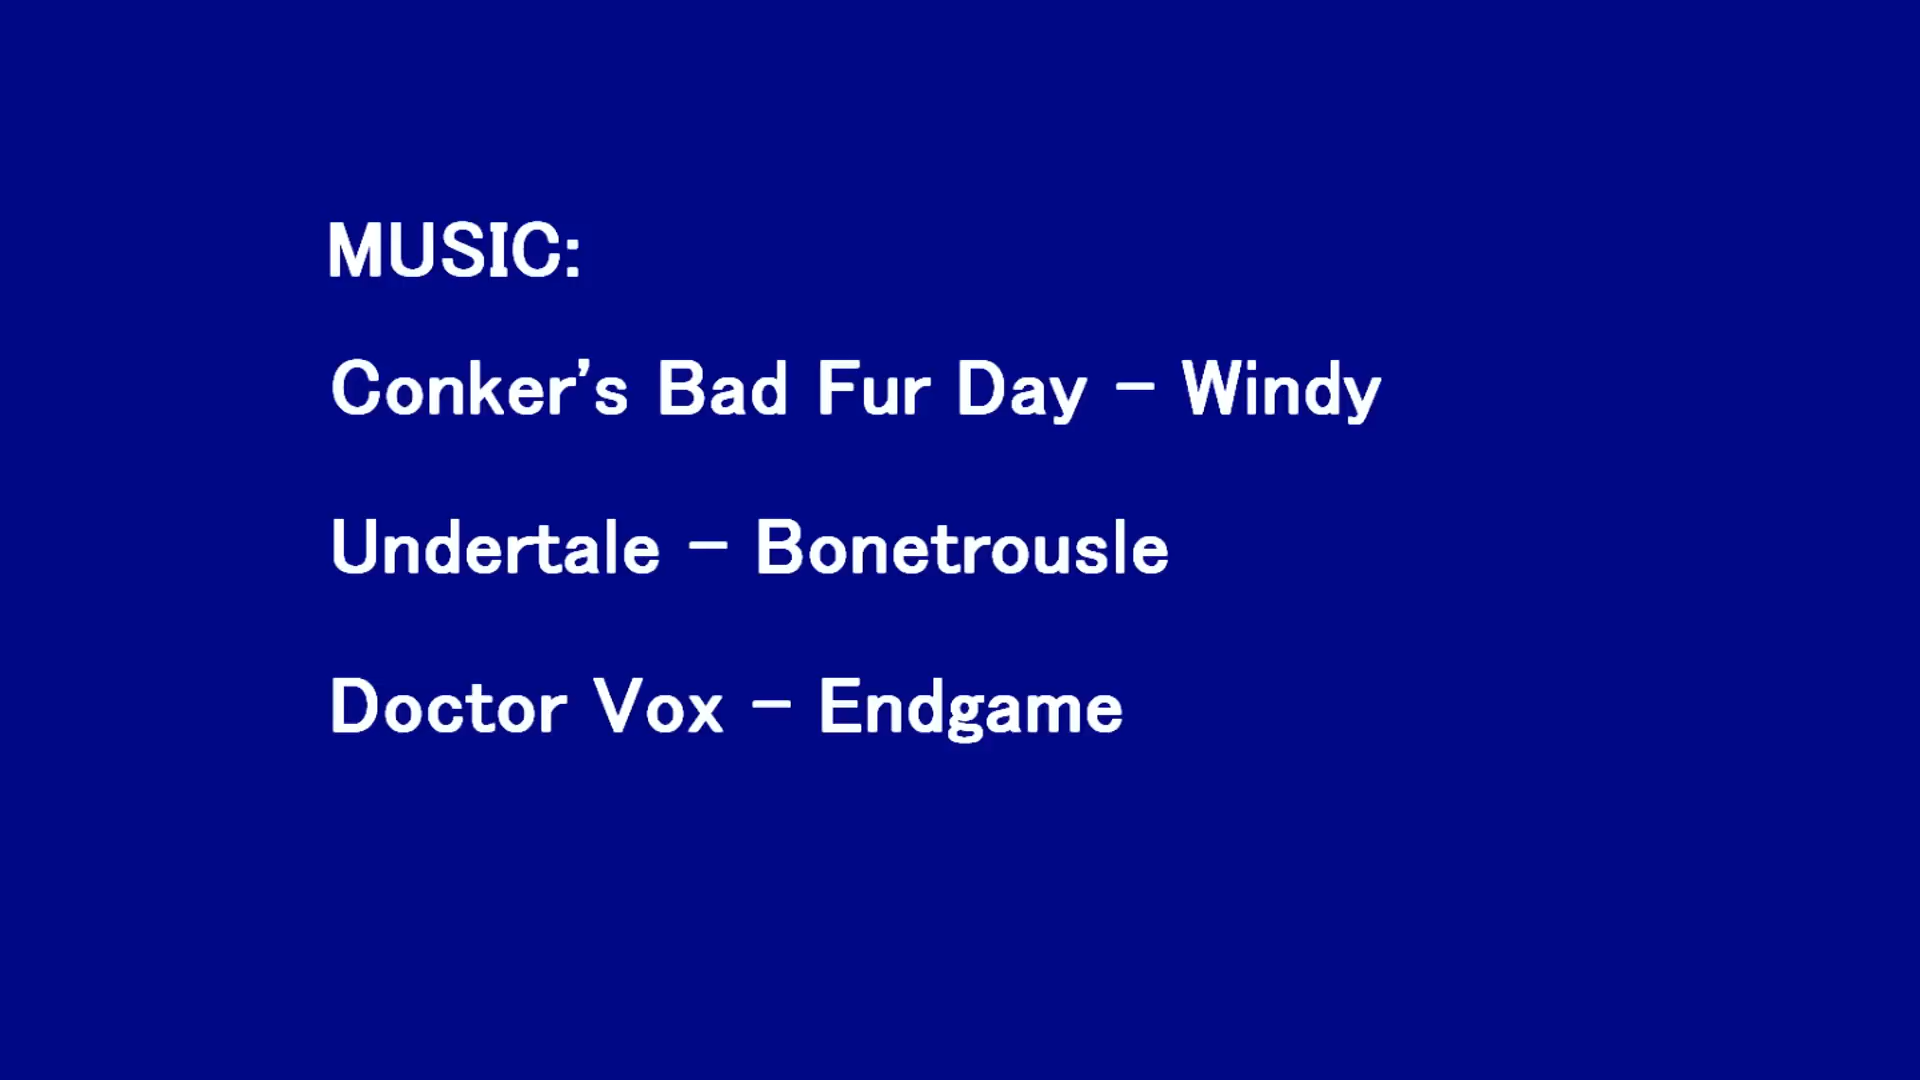 MUSIC:
Conker's Bad Fur Day - Windy
Undertale - Bonetrousle
Doctor Vox - Endgame